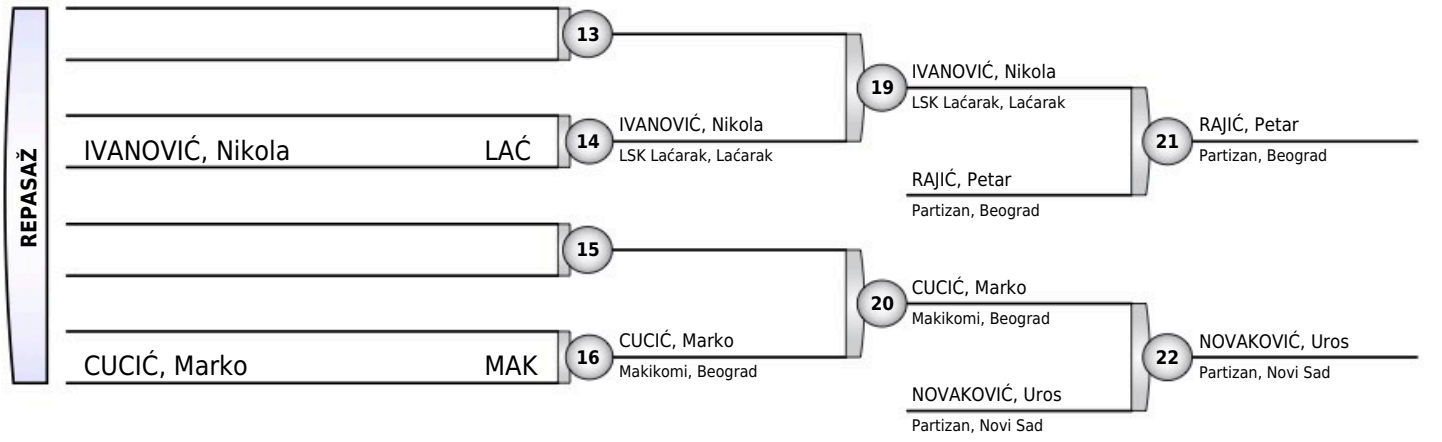 REPASAŽ
13
IVANOVIĆ, Nikola LAĆ
14
IVANOVIĆ, Nikola
LSK Laćarak, Laćarak
19
IVANOVIĆ, Nikola
LSK Laćarak, Laćarak
RAJIĆ, Petar
Partizan, Beograd
21
RAJIĆ, Petar
Partizan, Beograd
15
CUCIĆ, Marko MAK
16
CUCIĆ, Marko
Makikomi, Beograd
20
CUCIĆ, Marko
Makikomi, Beograd
NOVAKOVIĆ, Uros
Partizan, Novi Sad
22
NOVAKOVIĆ, Uros
Partizan, Novi Sad